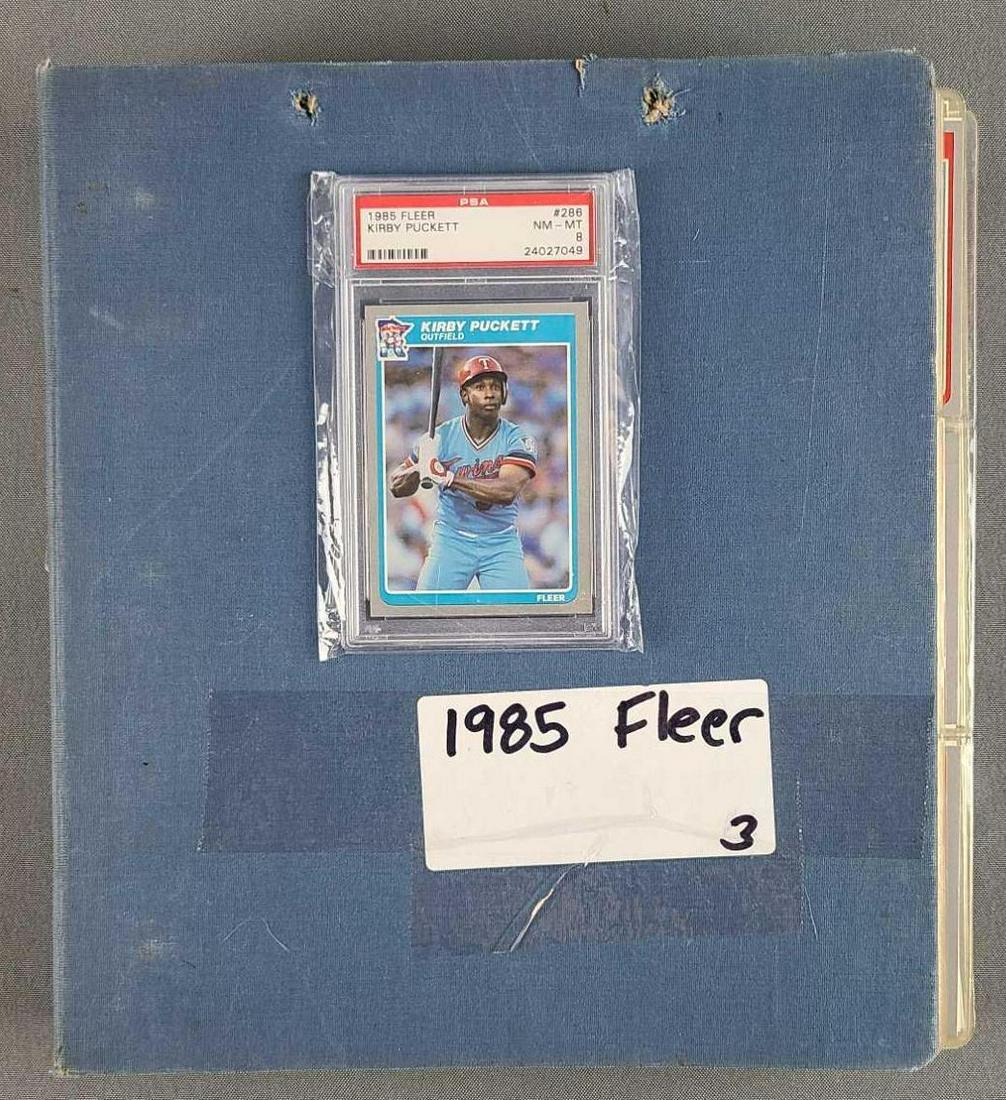 PSA
1985 FLEER #286
KIRBY PUCKETT NM - MT
8
24027049
KIRBY PUCKETT
OUTFIELD
T
Twins
FLEER
1985 Fleer
3